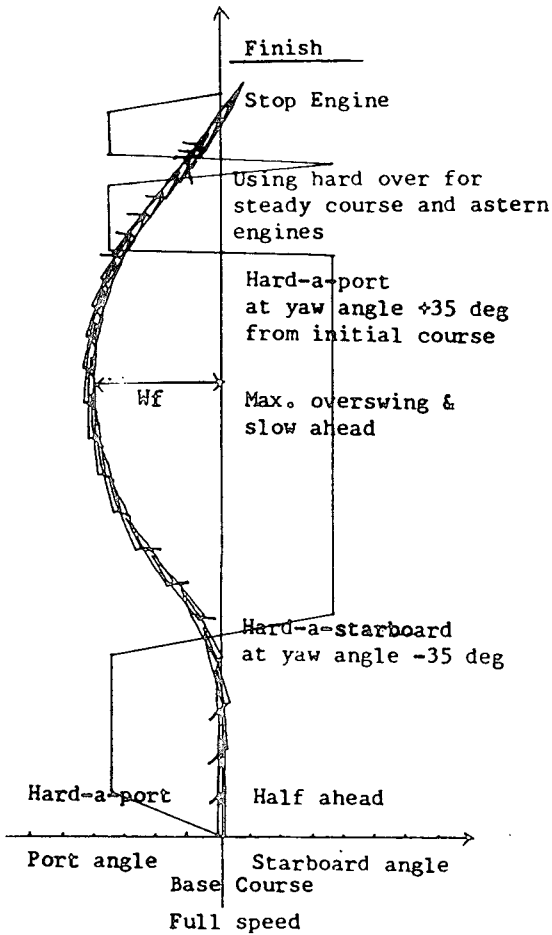 Finish
Stop Engine
Using hard over for
steady course and astern
engines
Hard-a-port
at yaw angle +35 deg
from initial course
Wf
Max. overswing &
slow ahead
Hard-a-starboard
at yaw angle -35 deg
Hard-a-port
Half ahead
Port angle
Starboard angle
Base Course
Full speed